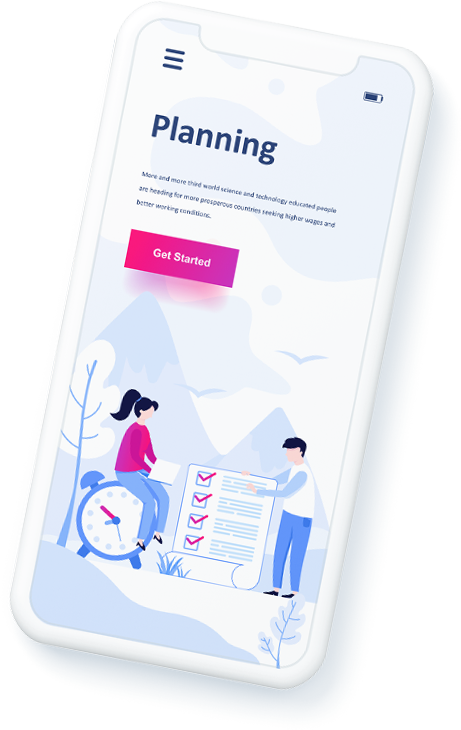 Planning
More and more third world science and technology educated people
are heading for more prosperous countries seeking higher wages and
better working conditions.
Get Started